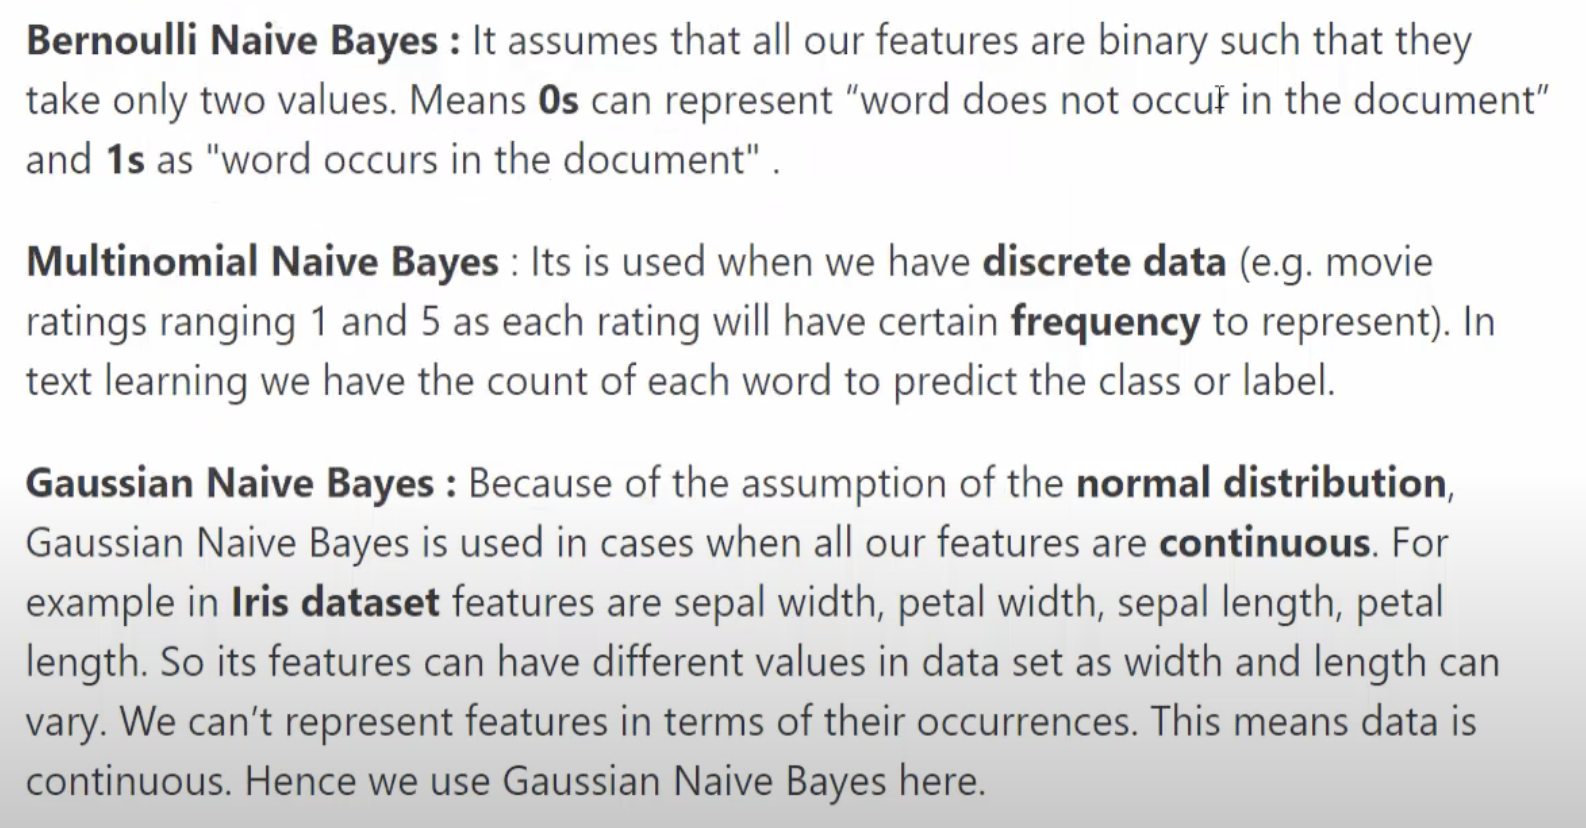 Bernoulli Naive Bayes : It assumes that all our features are binary such that they
take only two values. Means 0s can represent “word does not occur in the document”
and 1s as "word occurs in the document" .
Multinomial Naive Bayes : Its is used when we have discrete data (e.g. movie
ratings ranging 1 and 5 as each rating will have certain frequency to represent). In
text learning we have the count of each word to predict the class or label.
Gaussian Naive Bayes : Because of the assumption of the normal distribution,
Gaussian Naive Bayes is used in cases when all our features are continuous. For
example in Iris dataset features are sepal width, petal width, sepal length, petal
length. So its features can have different values in data set as width and length can
vary. We can’t represent features in terms of their occurrences. This means data is
continuous. Hence we use Gaussian Naive Bayes here.